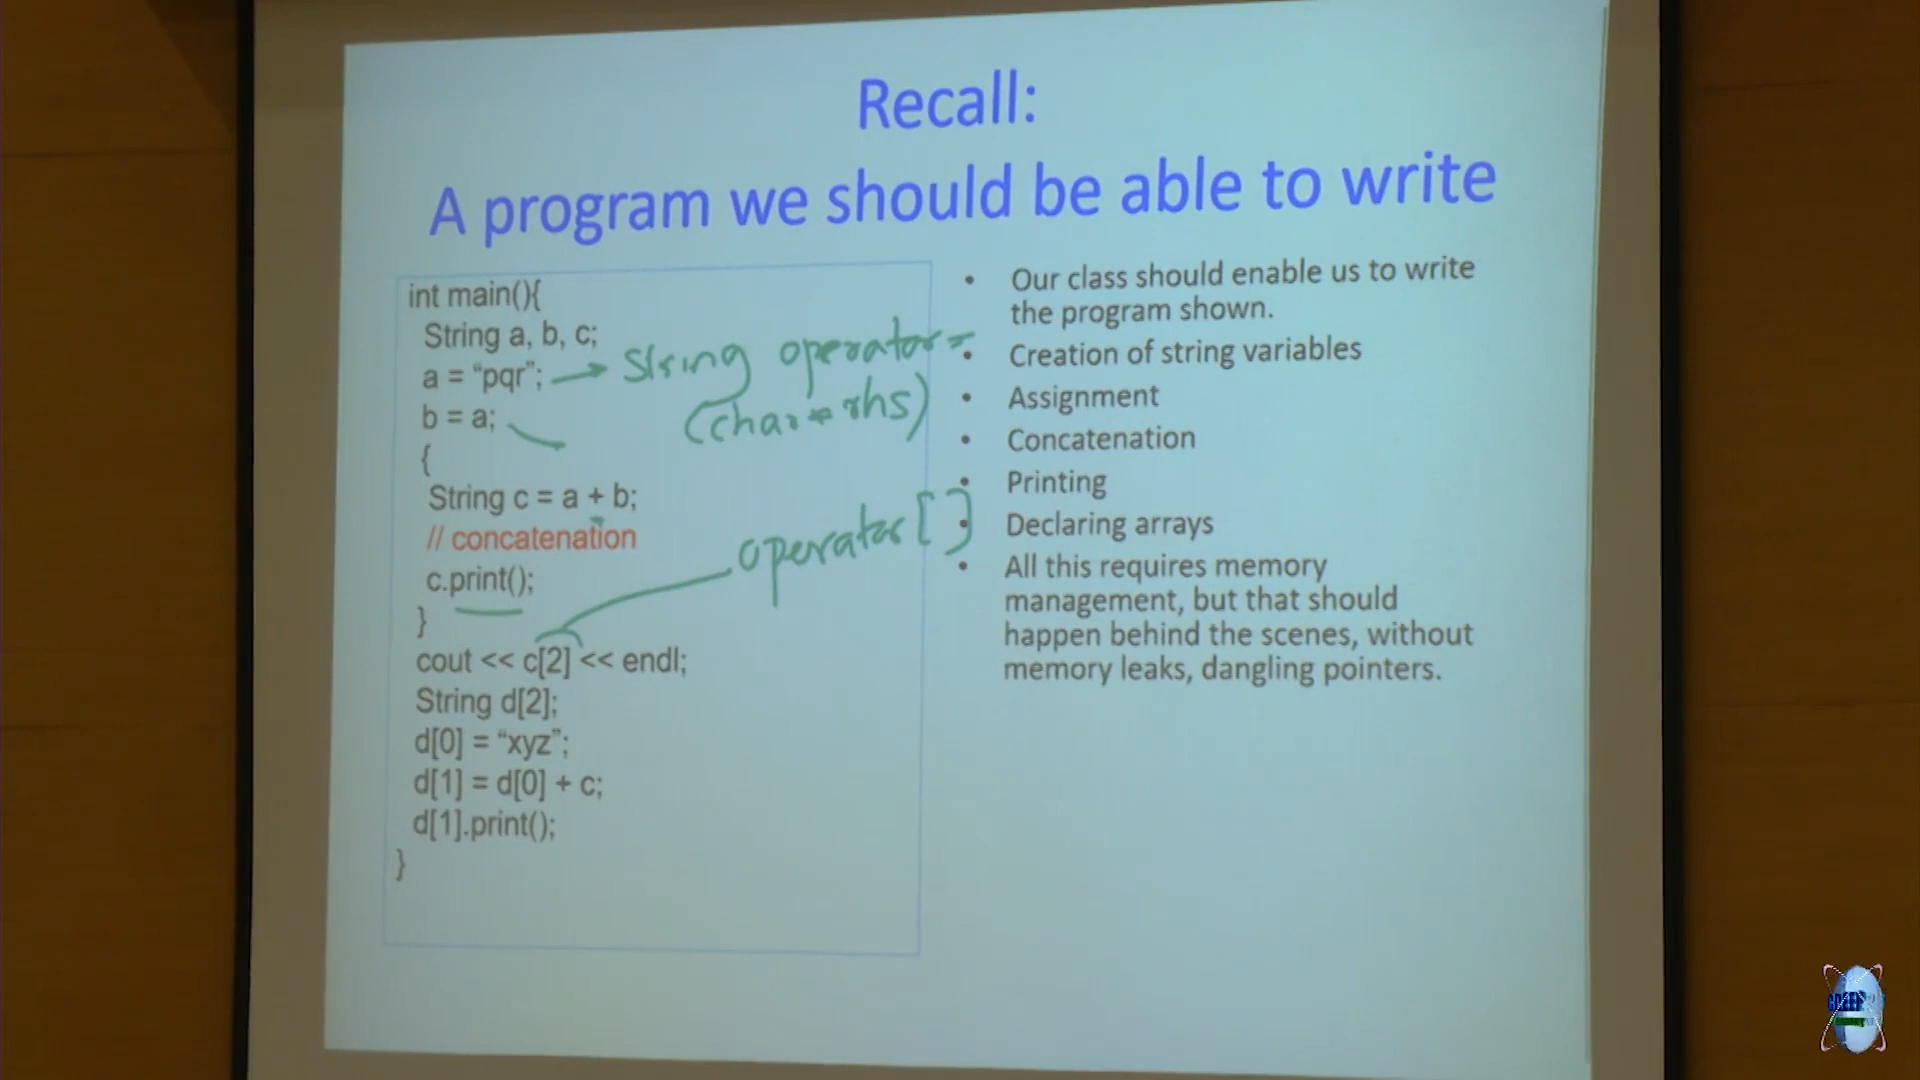 Recall:
A program we should be able to write
int main(){
String a, b, c;
a = “pqr”;
b = a;
{
String c = a + b;
// concatenation
c.print();
}
cout << c[2] << endl;
String d[2];
d[0] = “xyz”;
d[1] = d[0] + c;
d[1].print();
}
String operator=
(char* rhs)
operator[]
• Our class should enable us to write
the program shown.
• Creation of string variables
• Assignment
• Concatenation
• Printing
• Declaring arrays
• All this requires memory
management, but that should
happen behind the scenes, without
memory leaks, dangling pointers.